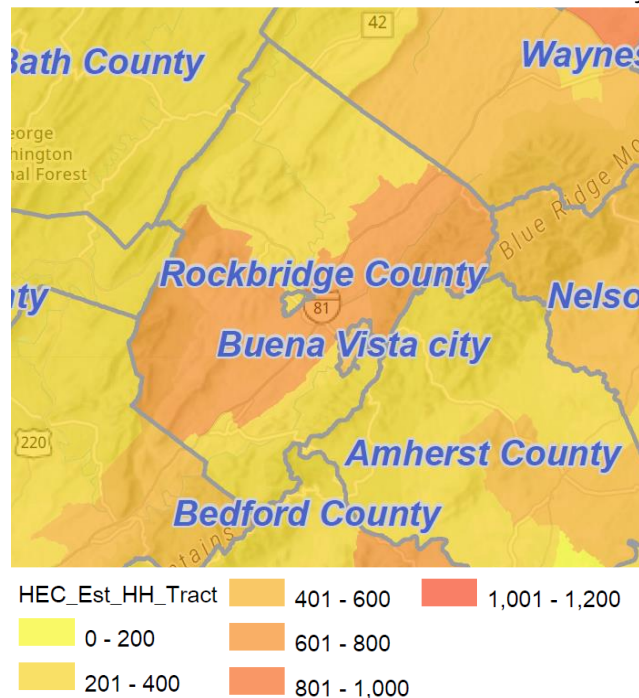 42
Bath County
Waynes
eorge
hington
nal Forest
Blue Ridge Mo
Rockbridge County
nty
81
Nelso
Buena Vista city
220
Amherst County
Bedford County
tains
HEC_Est_HH_Tract
0 - 200
201 - 400
401 - 600
601 - 800
801 - 1,000
1,001 - 1,200